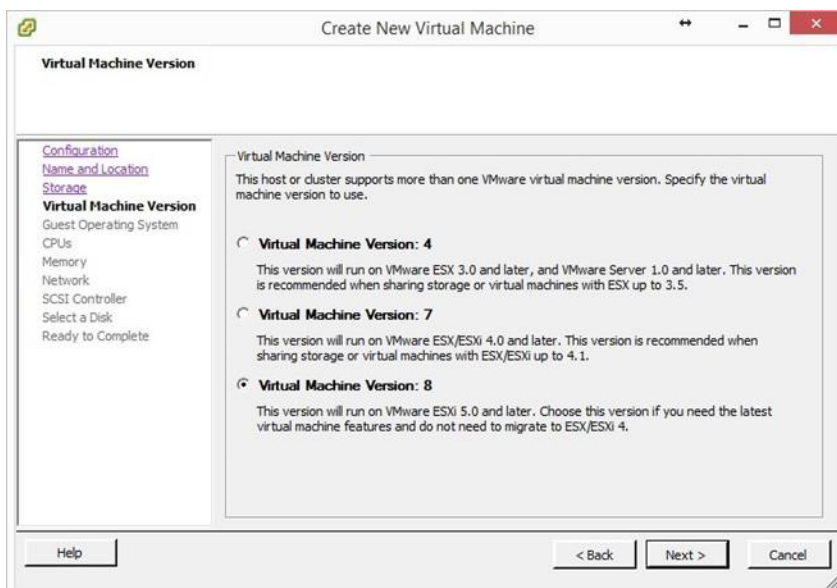 Create New Virtual Machine
Virtual Machine Version
Configuration
Name and Location
Storage
Virtual Machine Version
Guest Operating System
CPUs
Memory
Network
SCSI Controller
Select a Disk
Ready to Complete
Virtual Machine Version
This host or cluster supports more than one VMware virtual machine version. Specify the virtual
machine version to use.
Virtual Machine Version: 4
This version will run on VMware ESX 3.0 and later, and VMware Server 1.0 and later. This version
is recommended when sharing storage or virtual machines with ESX up to 3.5.
Virtual Machine Version: 7
This version will run on VMware ESX/ESXi 4.0 and later. This version is recommended when
sharing storage or virtual machines with ESX/ESXi up to 4.1.
Virtual Machine Version: 8
This version will run on VMware ESXi 5.0 and later. Choose this version if you need the latest
virtual machine features and do not need to migrate to ESX/ESXi 4.
Help
< Back
Next >
Cancel